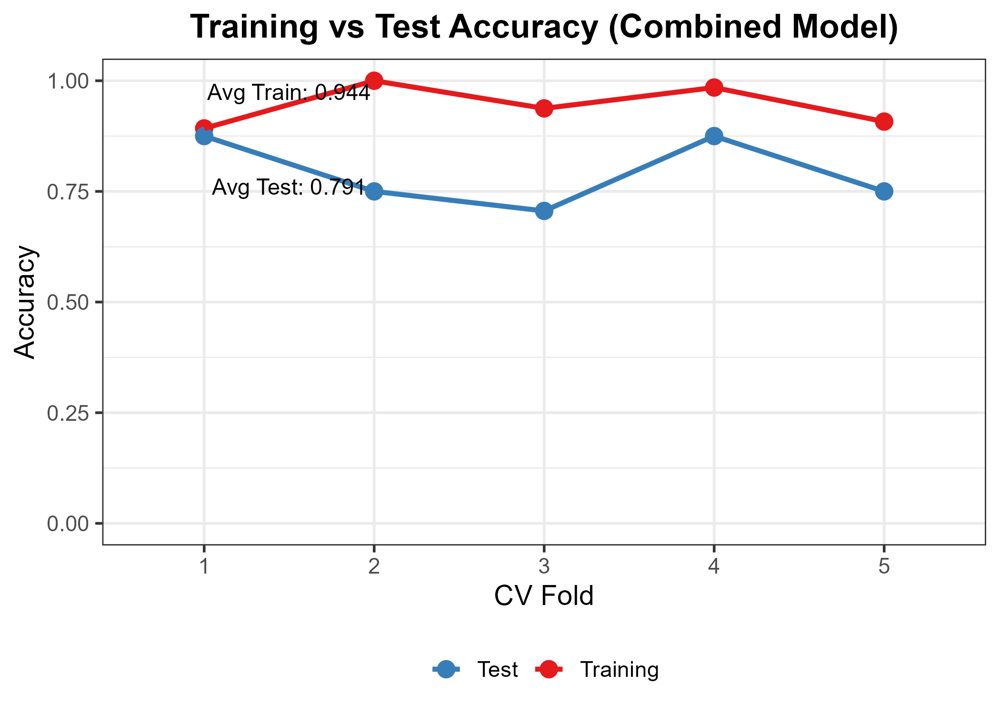 Training vs Test Accuracy (Combined Model)
1.00
Avg Train: 0.944
Avg Test: 0.791
0.75
0.50
0.25
0.00
Accuracy
1 2 3 4 5
CV Fold
Test Training